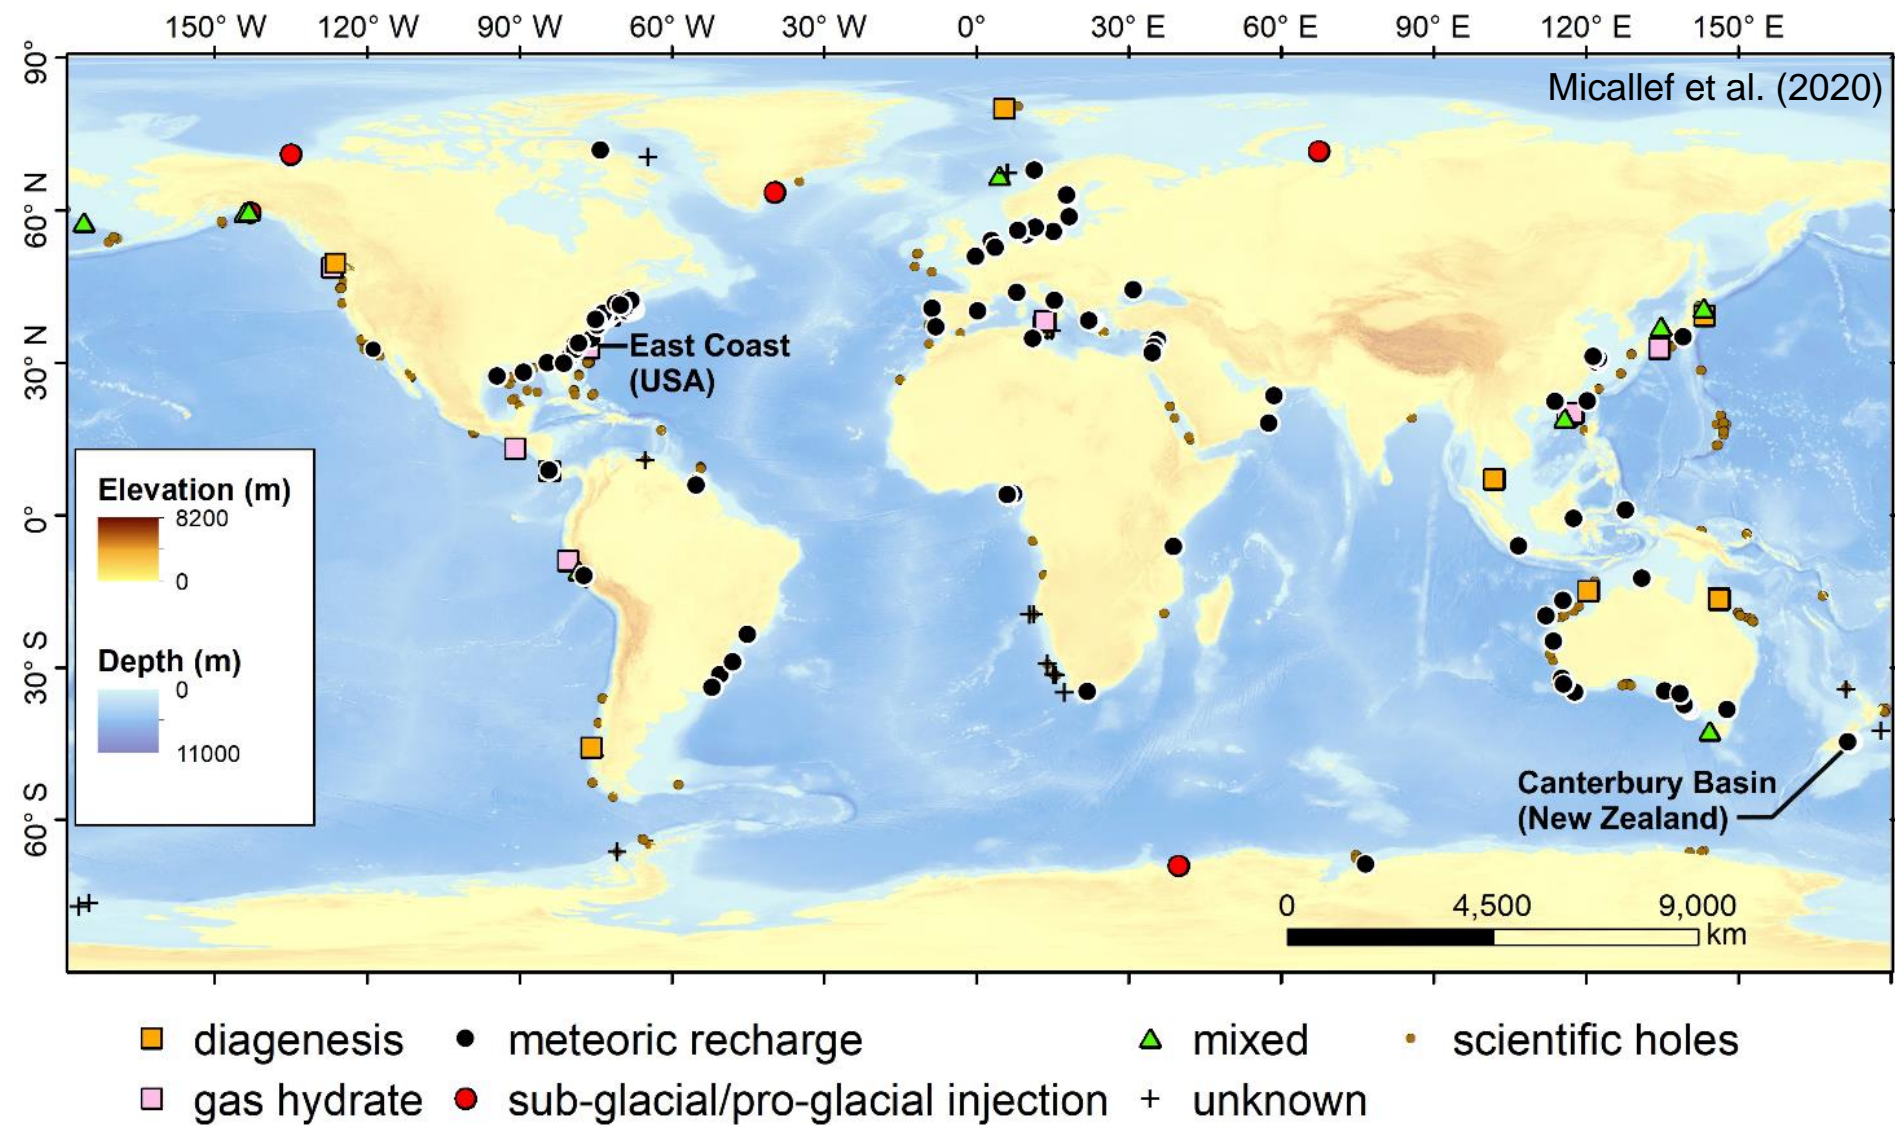 150° W 120° W 90° W 60° W 30° W 0° 30° E 60° E 90° E 120° E 150° E
90°
Micallef et al. (2020)
60° N
30° N
East Coast
(USA)
Elevation (m)
8200
0
0°
Depth (m)
0
11000
30° S
Canterbury Basin
(New Zealand)
60° S
0 4,500 9,000
km
diagenesis meteoric recharge mixed scientific holes
gas hydrate sub-glacial/pro-glacial injection unknown